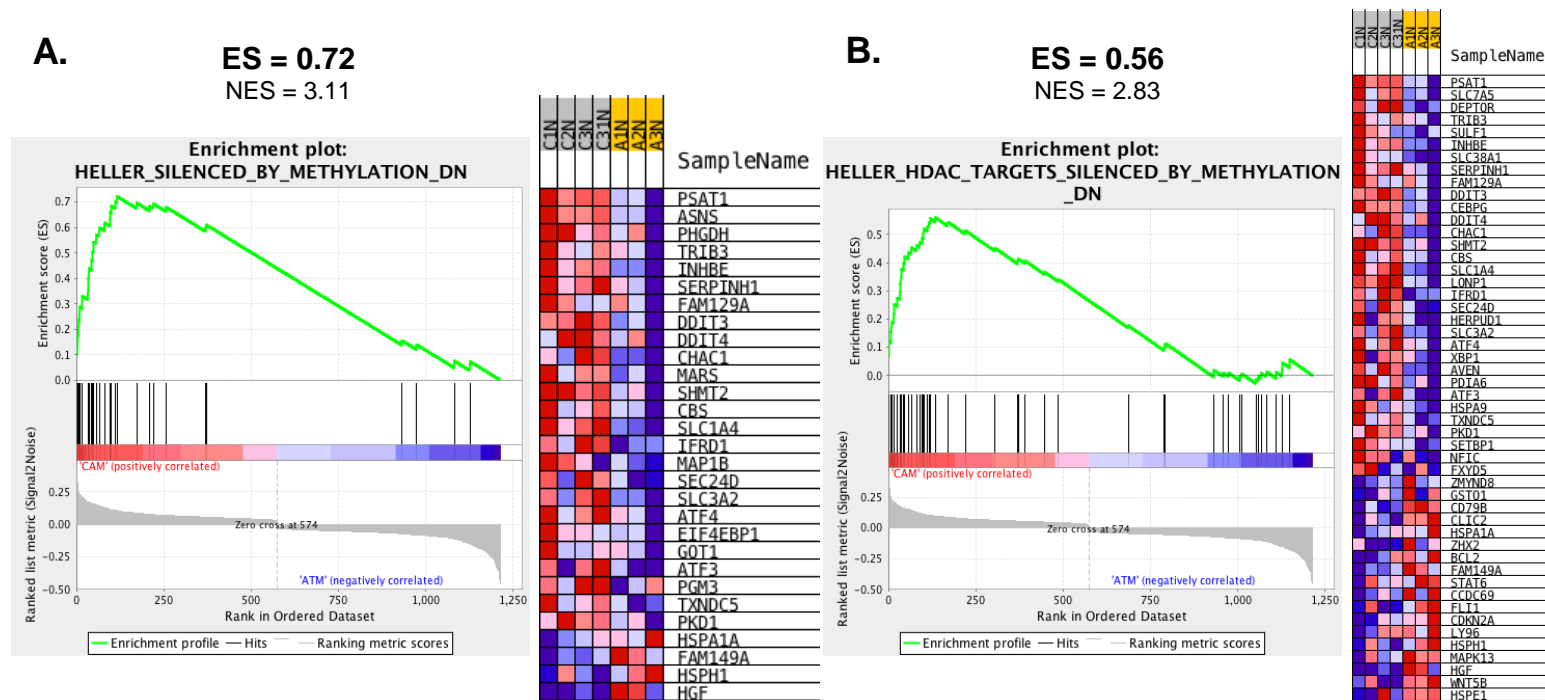 A.
ES = 0.72
NES = 3.11
Enrichment plot:
HELLER_SILENCED_BY_METHYLATION_DN
Enrichment score (ES)
0.7
0.6
0.5
0.4
0.3
0.2
0.1
0.0
'CAM' (positively correlated)
Ranked list metric (Signal2Noise)
0.25
0.00
-0.25
-0.50
Zero cross at 574
'ATM' (negatively correlated)
0 250 500 750 1,000 1,250
Rank in Ordered Dataset
Enrichment profile Hits Ranking metric scores
C1N C2N C3N C31N A1N A2N A3N
SampleName
PSAT1
ASNS
PHGDH
TRIB3
INHBE
SERPINH1
FAM129A
DDIT3
DDIT4
CHAC1
MARS
SHMT2
CBS
SLC1A4
IFRD1
MAP1B
SEC24D
SLC3A2
ATF4
EIF4EBP1
GOT1
ATF3
PGM3
TXNDC5
PKD1
HSPA1A
FAM149A
HSPH1
HGF
B.
ES = 0.56
NES = 2.83
Enrichment plot:
HELLER_HDAC_TARGETS_SILENCED_BY_METHYLATION
_DN
Enrichment score (ES)
0.5
0.4
0.3
0.2
0.1
0.0
'CAM' (positively correlated)
Ranked list metric (Signal2Noise)
0.25
0.00
-0.25
-0.50
Zero cross at 574
'ATM' (negatively correlated)
0 250 500 750 1,000 1,250
Rank in Ordered Dataset
Enrichment profile Hits Ranking metric scores
C1N C2N C3N C31N A1N A2N A3N
SampleName
PSAT1
SLC7A5
DEPTOR
TRIB3
SULF1
INHBE
SLC38A1
SERPINH1
FAM129A
DDIT3
CEBPG
DDIT4
CHAC1
SHMT2
CBS
SLC1A4
LONP1
IFRD1
SEC24D
HERPUD1
SLC3A2
ATF4
XBP1
AVEN
PDIA6
ATF3
HSPA9
TXNDC5
PKD1
SETBP1
NFIC
FXYD5
ZMYND8
GSTO1
CD79B
CLIC2
HSPA1A
ZHX2
BCL2
FAM149A
STAT6
CCDC69
FLI1
CDKN2A
LY96
HSPH1
MAPK13
HGF
WNT5B
HSPE1